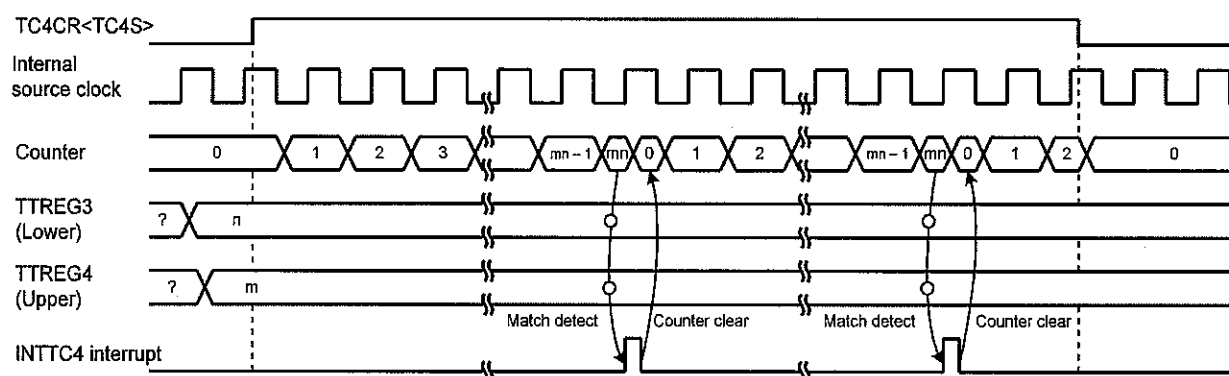 TC4CR<TC4S>
Internal
source clock
Counter
0 1 2 3 mn – 1 mn 0 1 2 mn – 1 mn 0 1 2 0
TTREG3
(Lower)
? n
TTREG4
(Upper)
? m
Match detect Counter clear Match detect Counter clear
INTTC4 interrupt